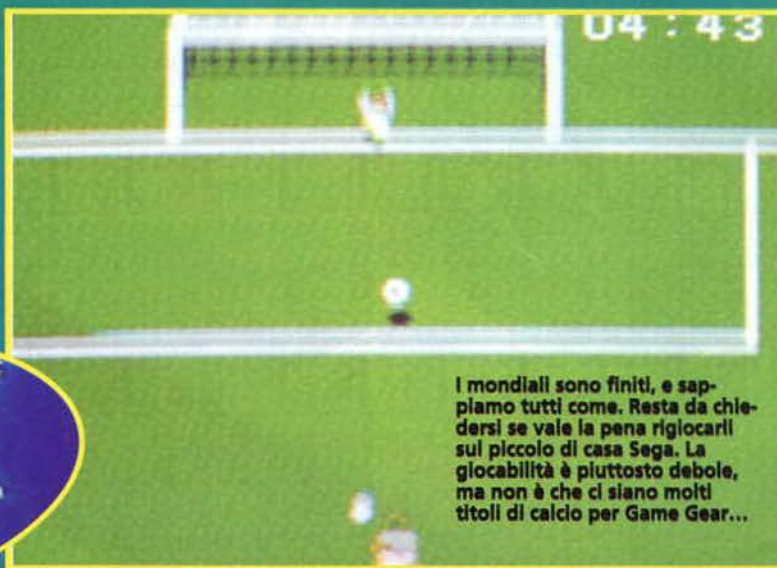 04 : 43
I mondiali sono finiti, e sap-
piamo tutti come. Resta da chie-
dersi se vale la pena rigiocarli
sul piccolo di casa Sega. La
giocabilità è piuttosto debole,
ma non è che ci siano molti
titoli di calcio per Game Gear...